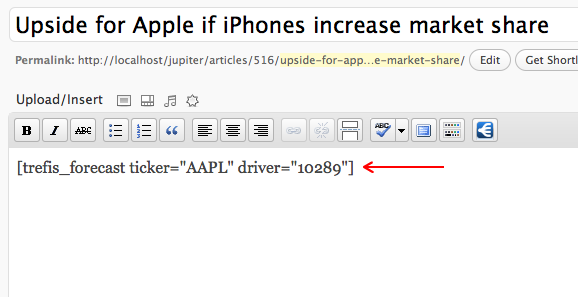 Upside for Apple if iPhones increase market share
Permalink: http://localhost/jupiter/articles/516/upside-for-app...e-market-share/ Edit Get Shortl
Upload/Insert
B I ABC ABC
[trefis_forecast ticker="AAPL" driver="10289"]